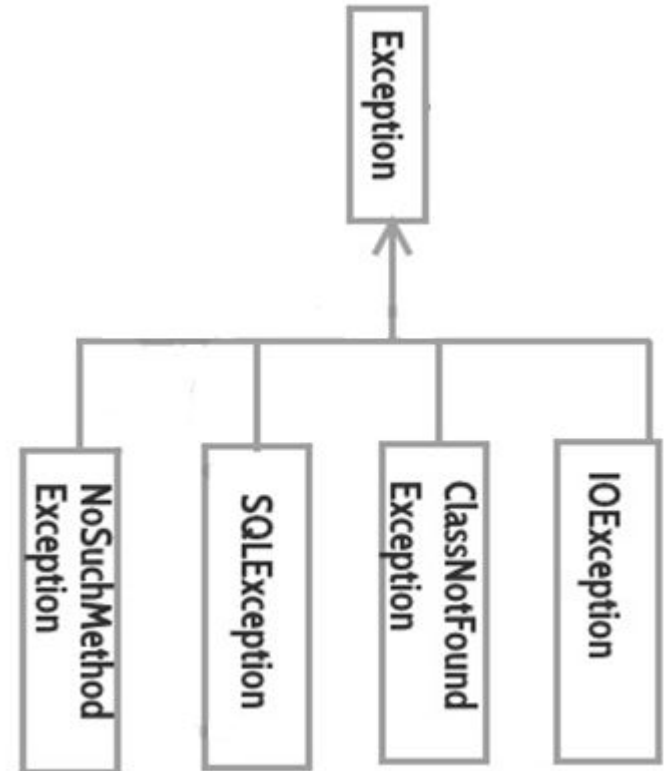 Exception
NoSuchMethod
Exception
SQLException
ClassNotFound
Exception
IOException